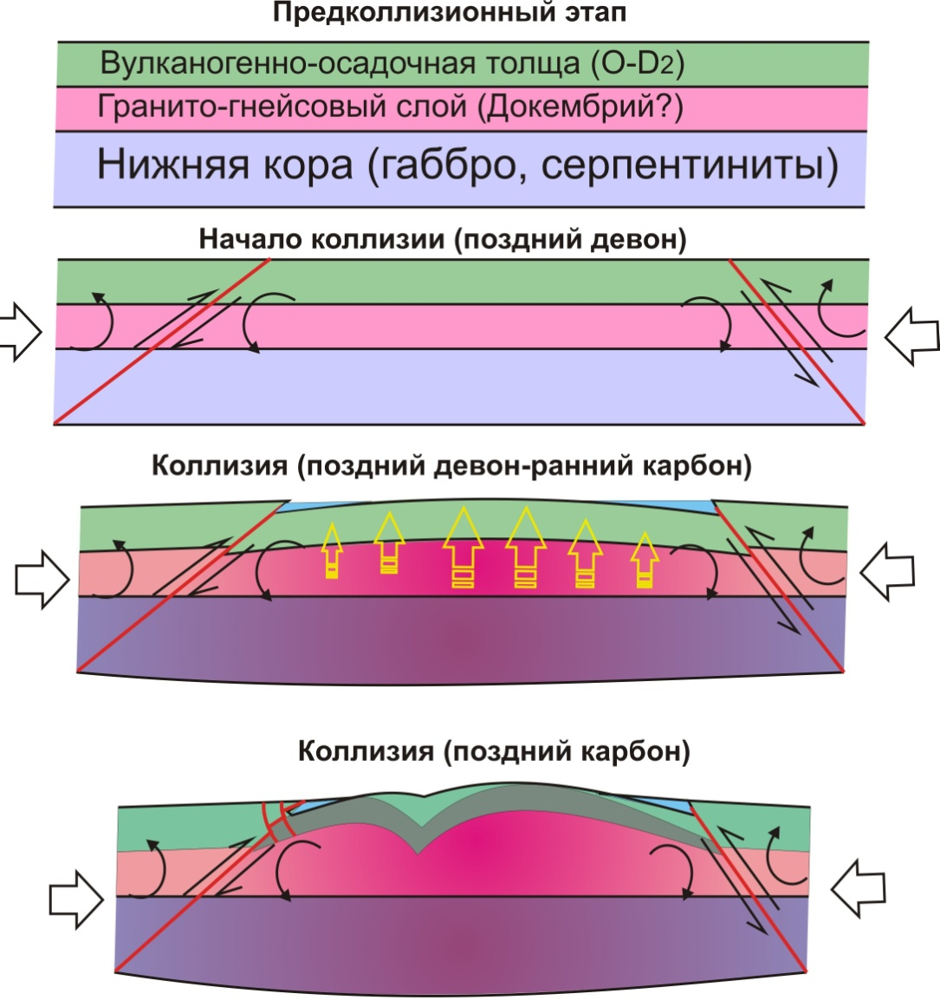 Предколлизионный этап
Вулканогенно-осадочная толща (O-D2)
Гранито-гнейсовый слой (Докембрий?)
Нижняя кора (габбро, серпентиниты)
Начало коллизии (поздний девон)
Коллизия (поздний девон-ранний карбон)
Коллизия (поздний карбон)